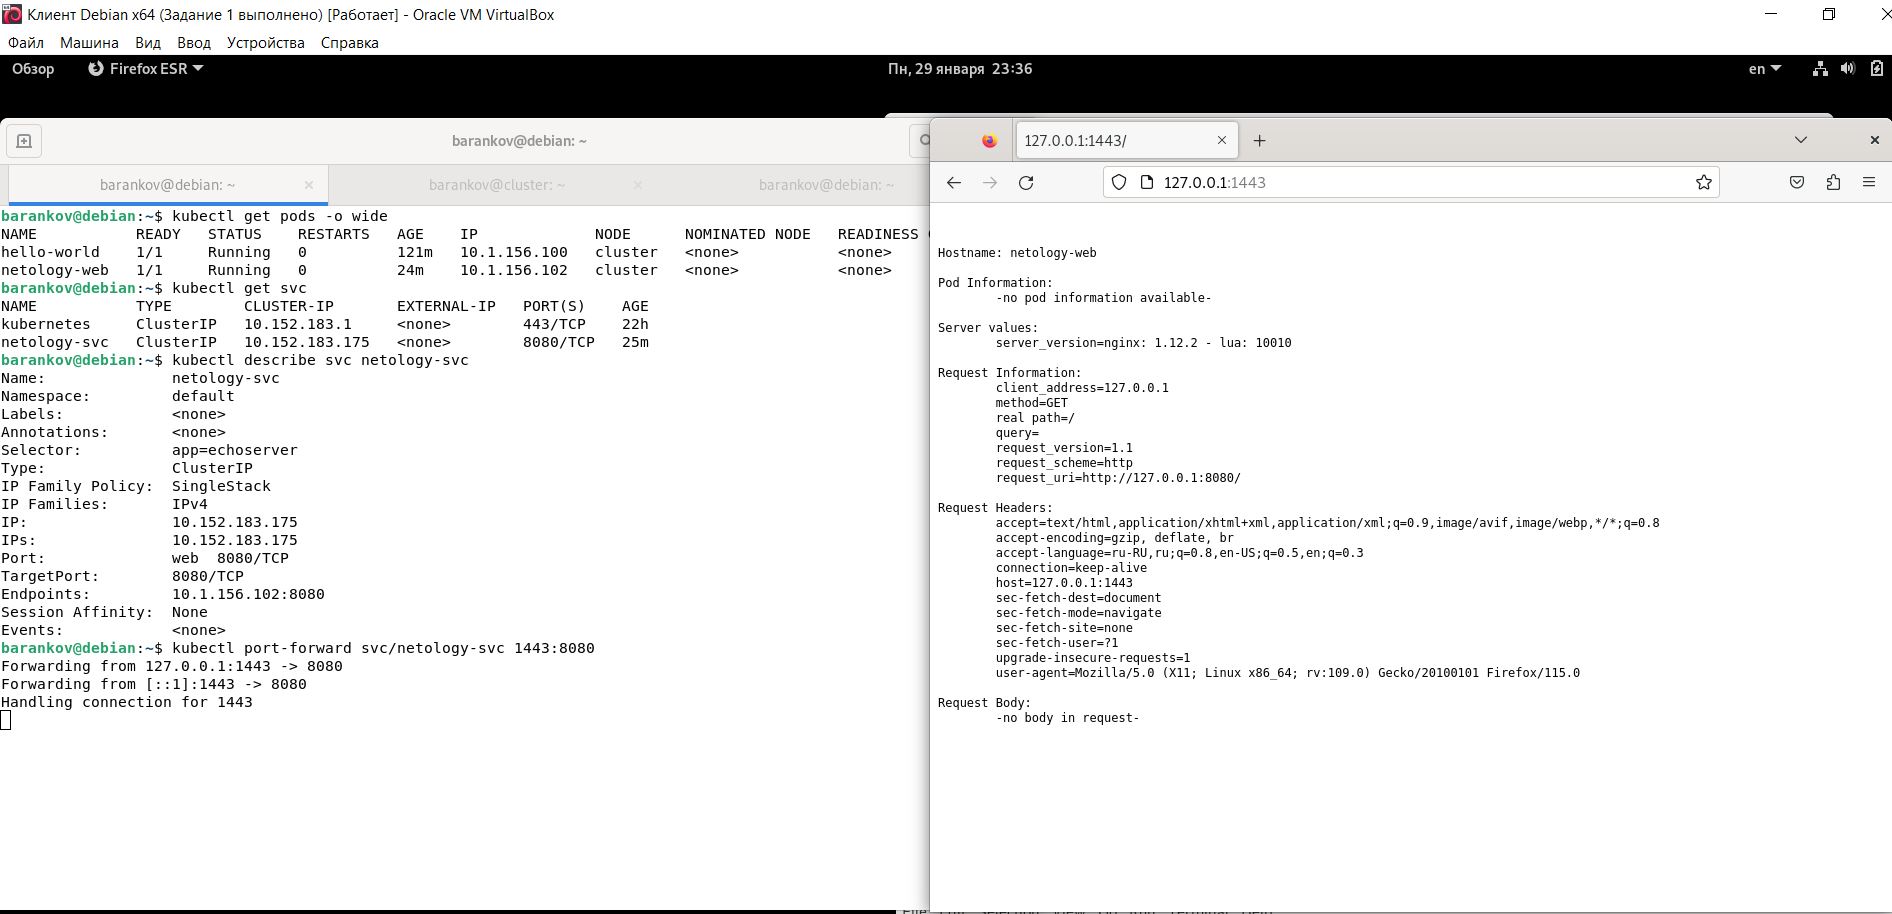 Клиент Debian x64 (Задание 1 выполнено) [Работает] - Oracle VM VirtualBox
Файл Машина Вид Ввод Устройства Справка
Обзор Firefox ESR Пн, 29 января 23:36 en
barankov@debian: ~
barankov@debian: ~ barankov@cluster: ~ barankov@debian: ~
barankov@debian:~$ kubectl get pods -o wide
NAME READY STATUS RESTARTS AGE IP NODE NOMINATED NODE READINESS
hello-world 1/1 Running 0 121m 10.1.156.100 cluster <none> <none>
netology-web 1/1 Running 0 24m 10.1.156.102 cluster <none> <none>
barankov@debian:~$ kubectl get svc
NAME TYPE CLUSTER-IP EXTERNAL-IP PORT(S) AGE
kubernetes ClusterIP 10.152.183.1 <none> 443/TCP 22h
netology-svc ClusterIP 10.152.183.175 <none> 8080/TCP 25m
barankov@debian:~$ kubectl describe svc netology-svc
Name: netology-svc
Namespace: default
Labels: <none>
Annotations: <none>
Selector: app=echoserver
Type: ClusterIP
IP Family Policy: SingleStack
IP Families: IPv4
IP: 10.152.183.175
IPs: 10.152.183.175
Port: web 8080/TCP
TargetPort: 8080/TCP
Endpoints: 10.1.156.102:8080
Session Affinity: None
Events: <none>
barankov@debian:~$ kubectl port-forward svc/netology-svc 1443:8080
Forwarding from 127.0.0.1:1443 -> 8080
Forwarding from [::1]:1443 -> 8080
Handling connection for 1443
127.0.0.1:1443/
127.0.0.1:1443
Hostname: netology-web
Pod Information:
-no pod information available-
Server values:
server_version=nginx: 1.12.2 - lua: 10010
Request Information:
client_address=127.0.0.1
method=GET
real path=/
query=
request_version=1.1
request_scheme=http
request_uri=http://127.0.0.1:8080/
Request Headers:
accept=text/html,application/xhtml+xml,application/xml;q=0.9,image/avif,image/webp,*/*;q=0.8
accept-encoding=gzip, deflate, br
accept-language=ru-RU,ru;q=0.8,en-US;q=0.5,en;q=0.3
connection=keep-alive
host=127.0.0.1:1443
sec-fetch-dest=document
sec-fetch-mode=navigate
sec-fetch-site=none
sec-fetch-user=?1
upgrade-insecure-requests=1
user-agent=Mozilla/5.0 (X11; Linux x86_64; rv:109.0) Gecko/20100101 Firefox/115.0
Request Body:
-no body in request-